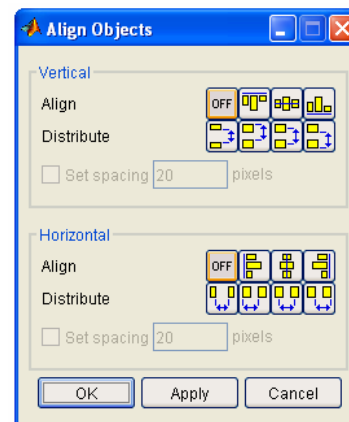 Align Objects
Vertical
Align OFF
Distribute
Set spacing 20 pixels
Horizontal
Align OFF
Distribute
Set spacing 20 pixels
OK Apply Cancel